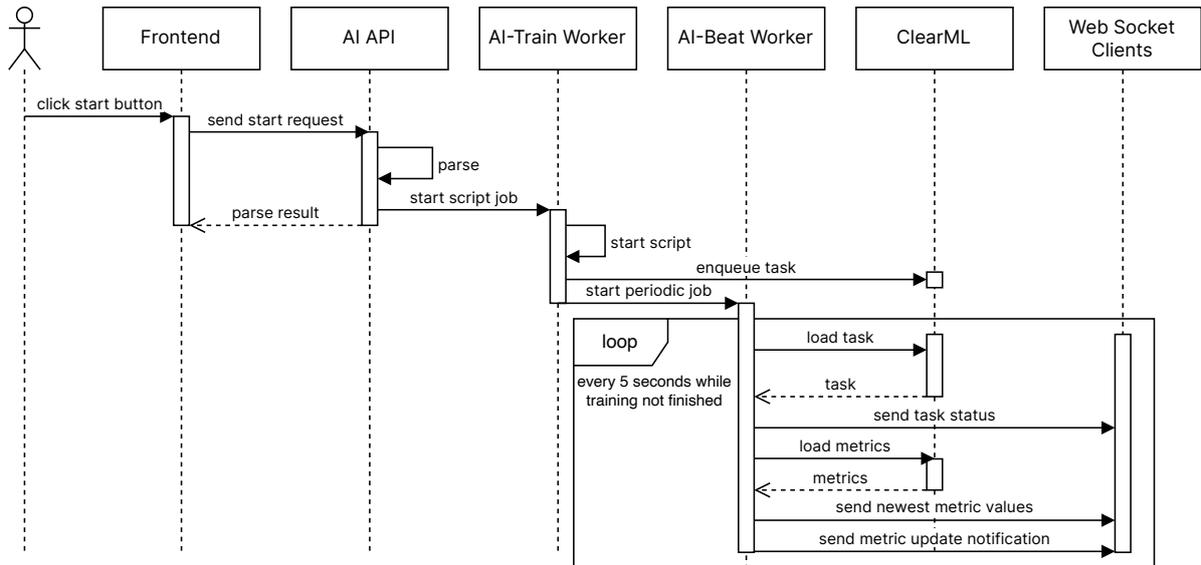 Frontend
AI API
AI-Train Worker
AI-Beat Worker
ClearML
Web Socket
Clients
click start button
send start request
parse
start script job
parse result
start script
enqueue task
start periodic job
loop
every 5 seconds while
training not finished
load task
task
send task status
load metrics
metrics
send newest metric values
send metric update notification